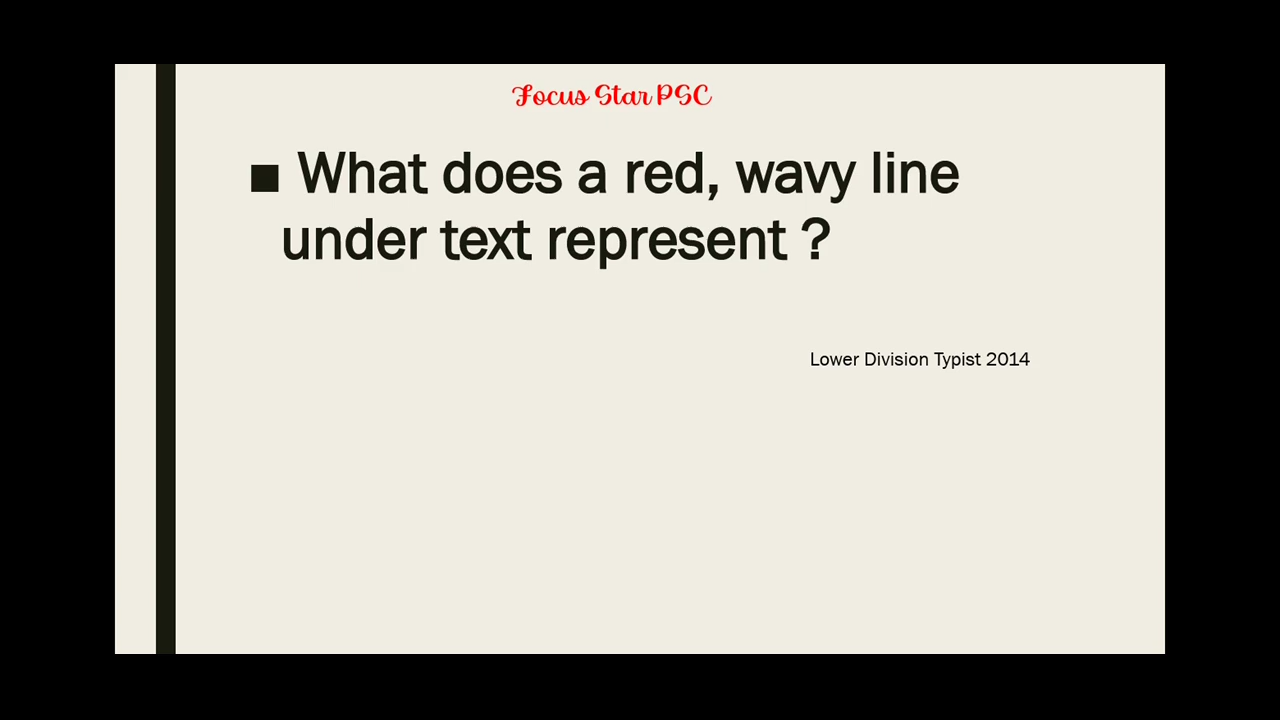 Focus Star PSC
■ What does a red, wavy line
under text represent ?
Lower Division Typist 2014